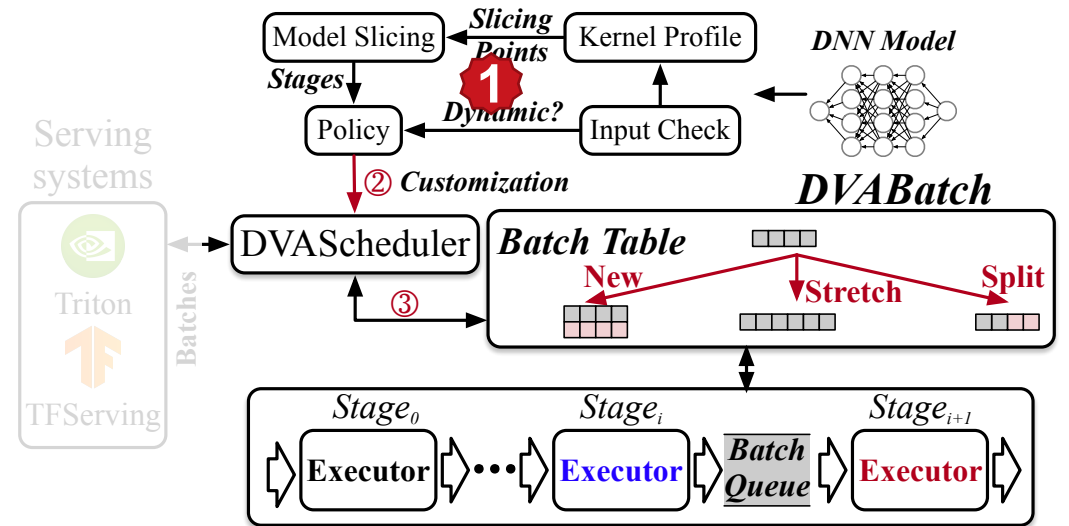 Slicing
Points
Model Slicing
Kernel Profile
DNN Model
Stages
1
Dynamic?
Policy
Input Check
Serving
systems
② Customization
DVABatch
DVAScheduler
Batch Table
New
Stretch
Split
Triton
Batches
③
TFServing
Stage₀
Stageᵢ
Stageᵢ₊₁
Executor
•••
Executor
Batch
Queue
Executor